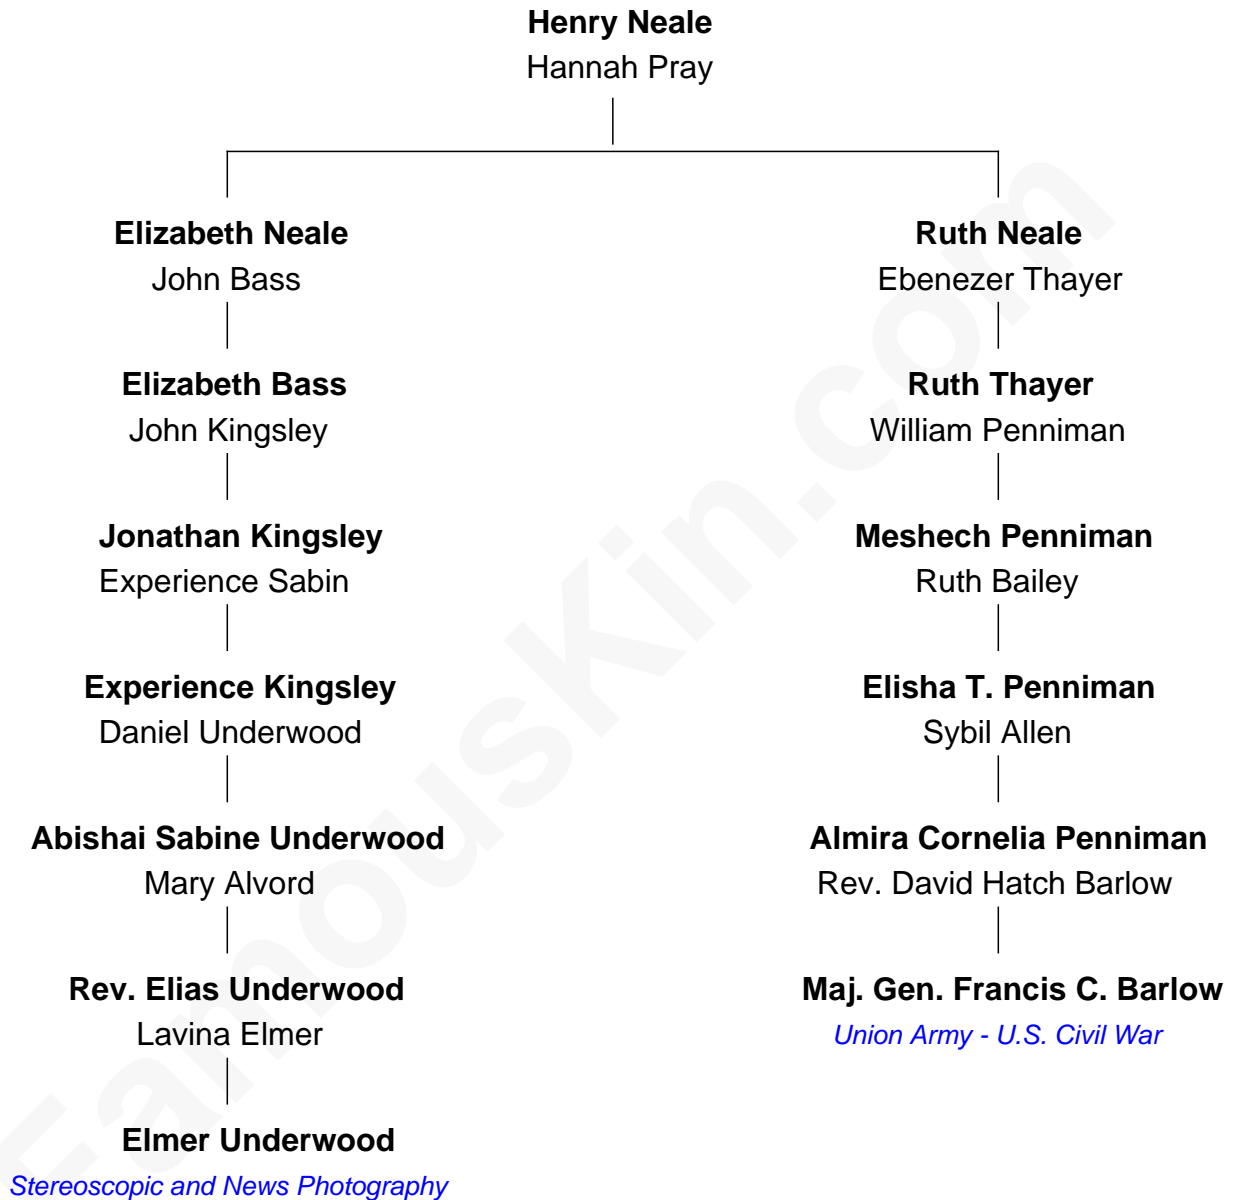 Henry Neale
Hannah Pray
Elizabeth Neale
John Bass
Ruth Neale
Ebenezer Thayer
Elizabeth Bass
John Kingsley
Ruth Thayer
William Penniman
Jonathan Kingsley
Experience Sabin
Meshech Penniman
Ruth Bailey
Experience Kingsley
Daniel Underwood
Elisha T. Penniman
Sybil Allen
Abishai Sabine Underwood
Mary Alvord
Almira Cornelia Penniman
Rev. David Hatch Barlow
Rev. Elias Underwood
Lavina Elmer
Maj. Gen. Francis C. Barlow
Union Army - U.S. Civil War
Elmer Underwood
Stereoscopic and News Photography
FamousKin.com